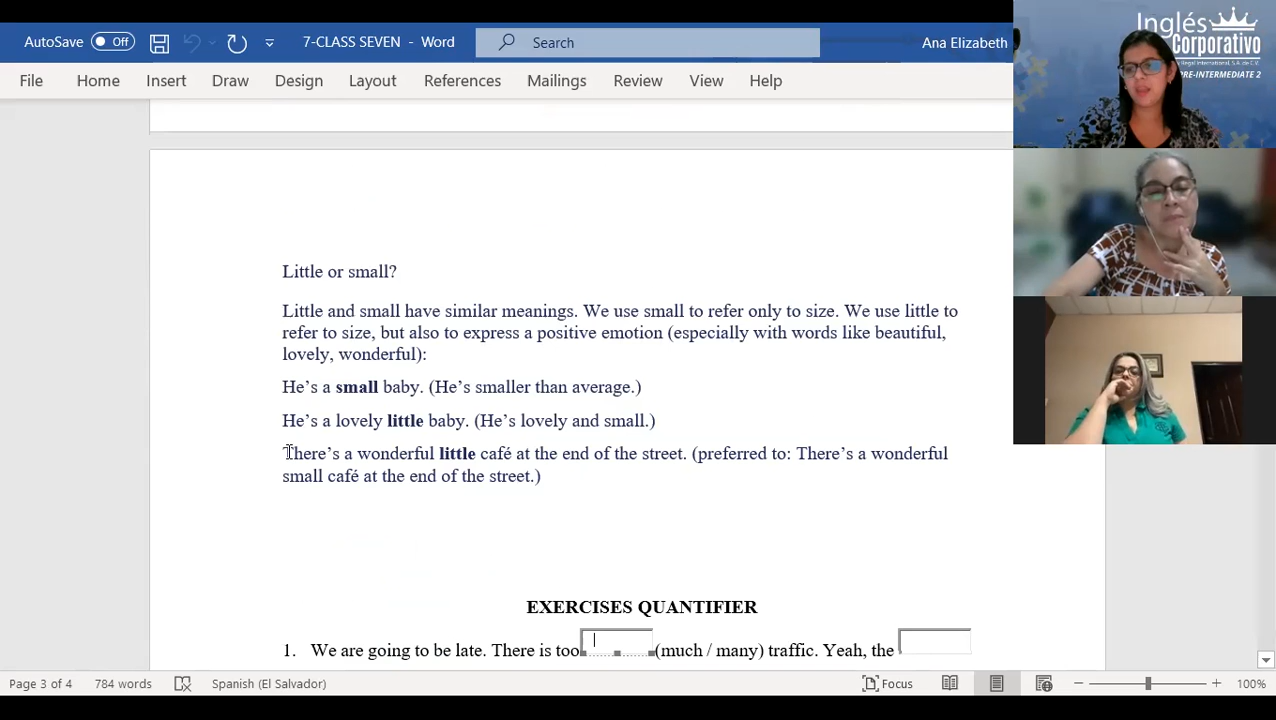 AutoSave Off 7-CLASS SEVEN - Word Search Ana Elizabeth
File Home Insert Draw Design Layout References Mailings Review View Help
Inglés
Corporativo
Illegal International, S.A. de C.V.
PRE-INTERMEDIATE 2
Little or small?
Little and small have similar meanings. We use small to refer only to size. We use little to
refer to size, but also to express a positive emotion (especially with words like beautiful,
lovely, wonderful):
He’s a small baby. (He’s smaller than average.)
He’s a lovely little baby. (He’s lovely and small.)
There’s a wonderful little café at the end of the street. (preferred to: There’s a wonderful
small café at the end of the street.)
EXERCISES QUANTIFIER
1. We are going to be late. There is too (much / many) traffic. Yeah, the
Page 3 of 4 784 words Spanish (El Salvador) Focus 100%